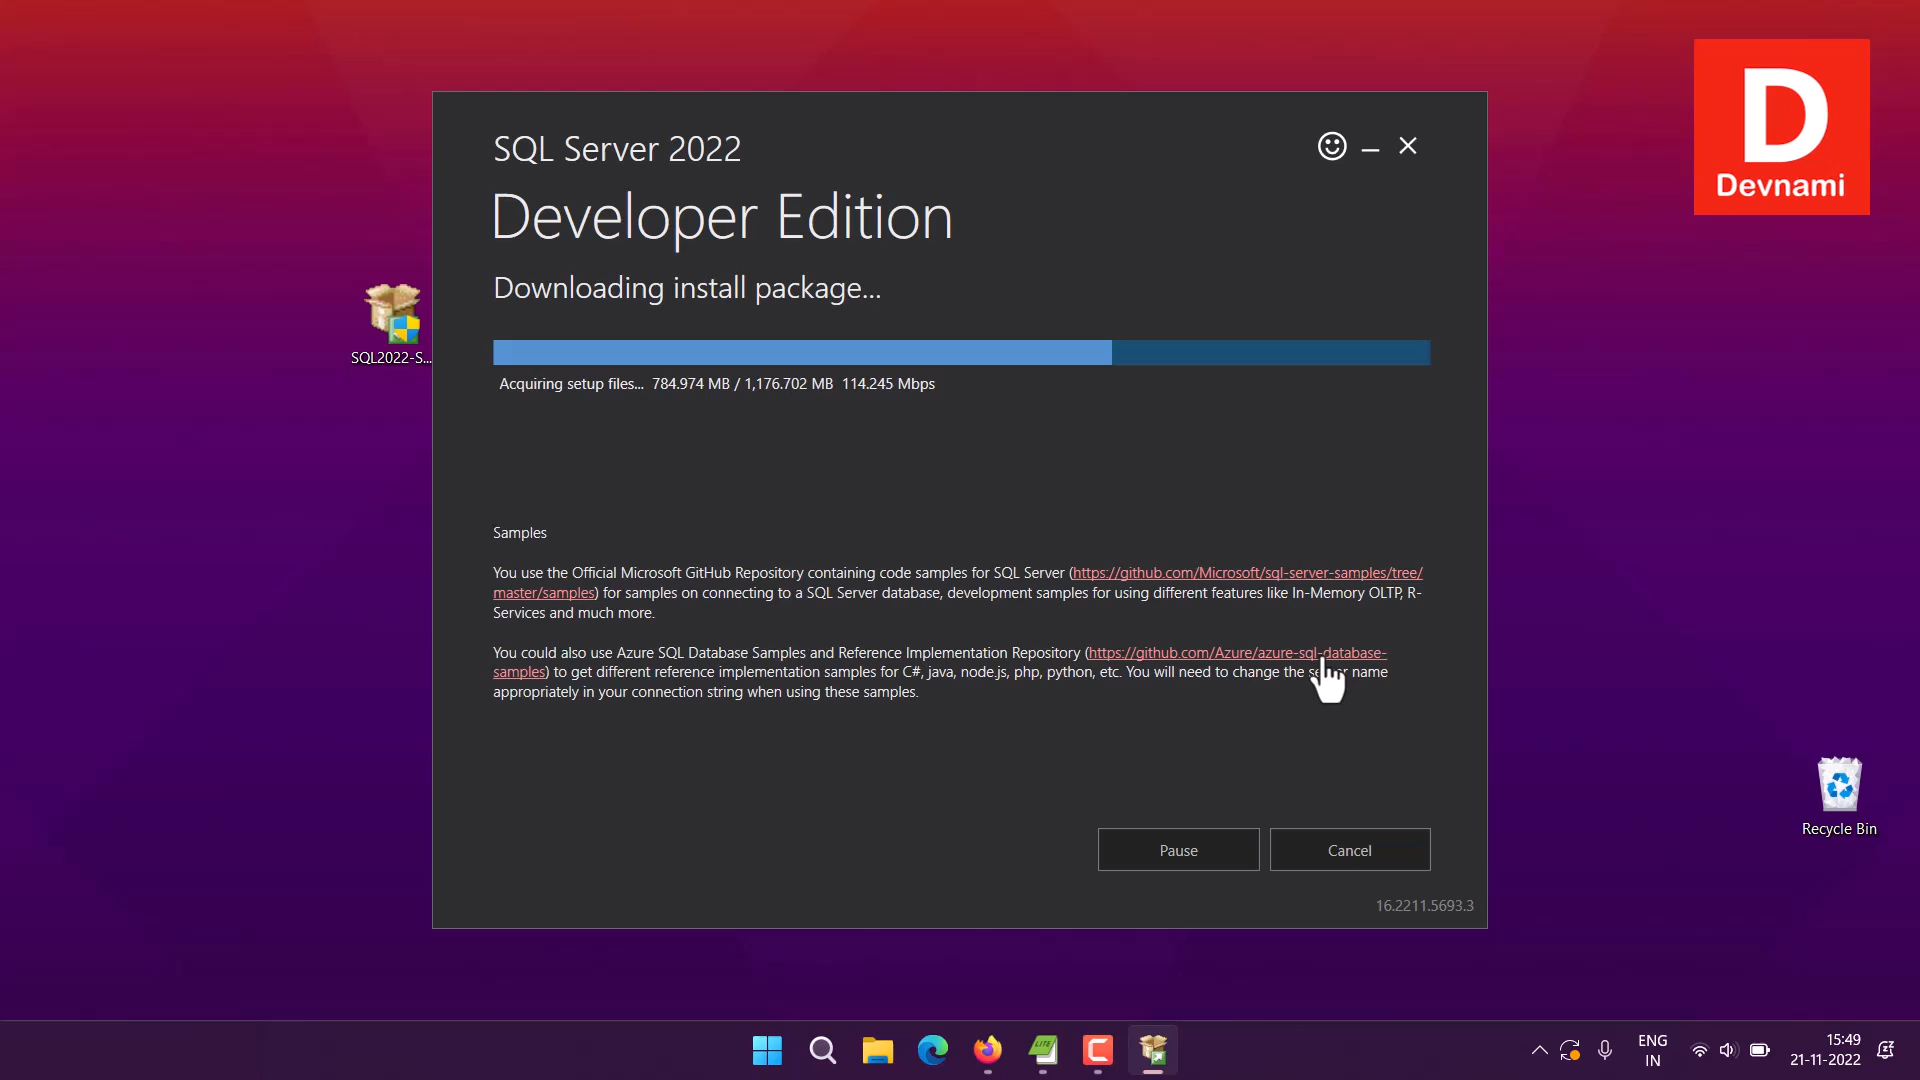 D
Devnami
SQL Server 2022
Developer Edition
Downloading install package...
Acquiring setup files... 784.974 MB / 1,176.702 MB 114.245 Mbps
SQL2022-S...
Samples
You use the Official Microsoft GitHub Repository containing code samples for SQL Server (https://github.com/Microsoft/sql-server-samples/tree/
master/samples) for samples on connecting to a SQL Server database, development samples for using different features like In-Memory OLTP, R-
Services and much more.
You could also use Azure SQL Database Samples and Reference Implementation Repository (https://github.com/Azure/azure-sql-database-
samples) to get different reference implementation samples for C#, java, node.js, php, python, etc. You will need to change the name
appropriately in your connection string when using these samples.
Recycle Bin
Pause
Cancel
16.2211.5693.3
LITE
C
ENG
IN
15:49
21-11-2022